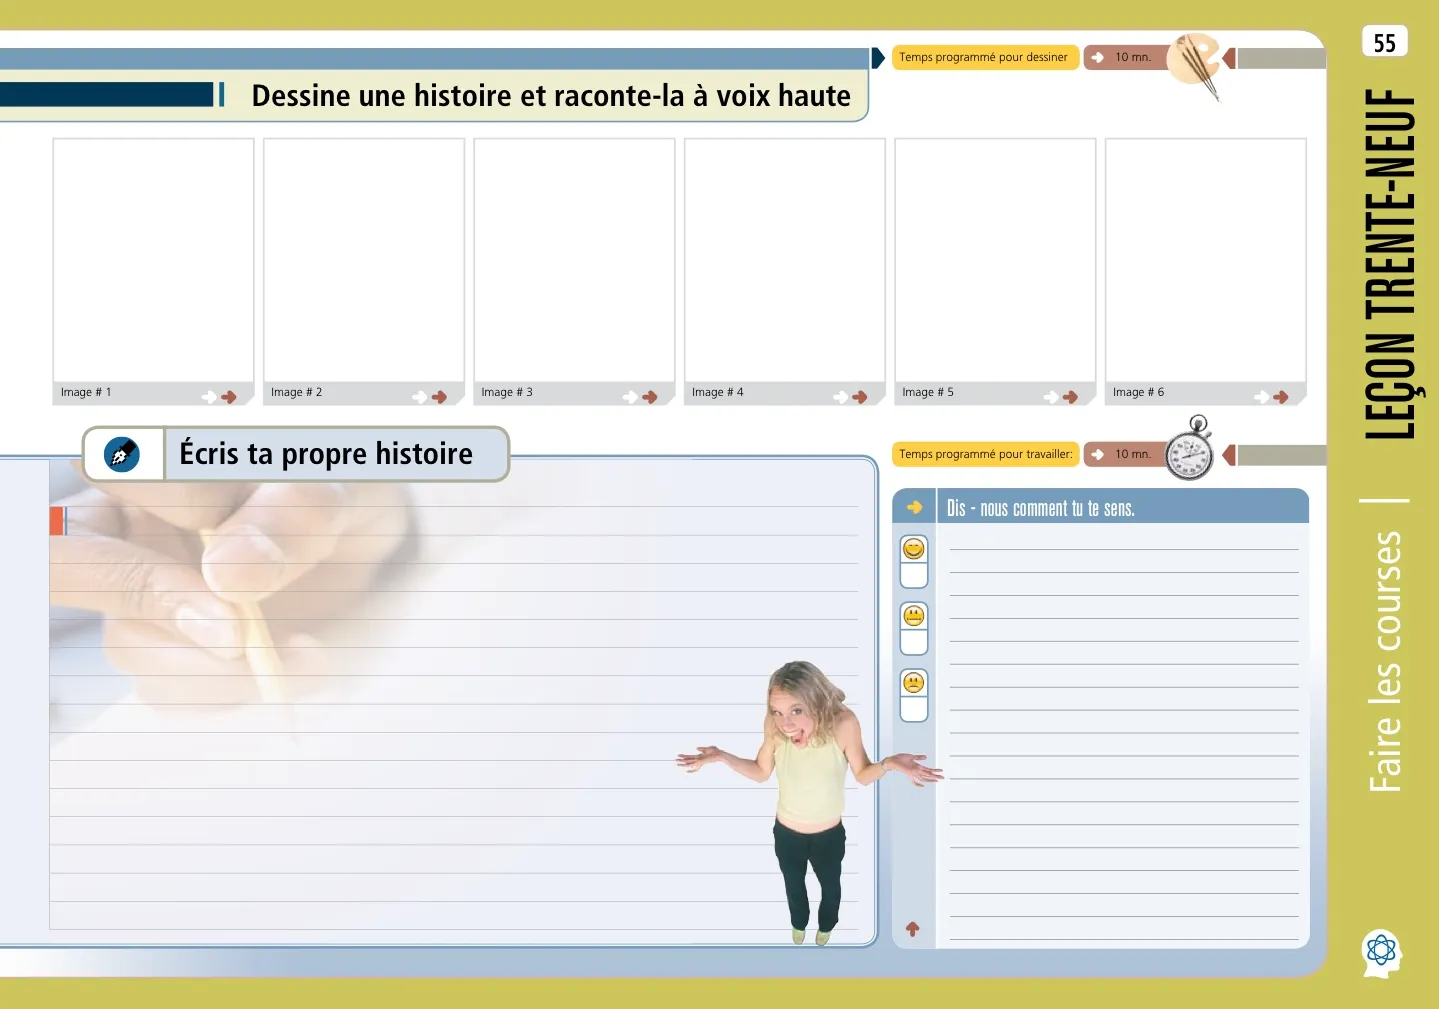 Temps programmé pour dessiner
10 mn.
55
Dessine une histoire et raconte-la à voix haute
Image # 1
Image # 2
Image # 3
Image # 4
Image # 5
Image # 6
Écris ta propre histoire
Temps programmé pour travailler:
10 mn.
Dis - nous comment tu te sens.
LEÇON TRENTE-NEUF
Faire les courses